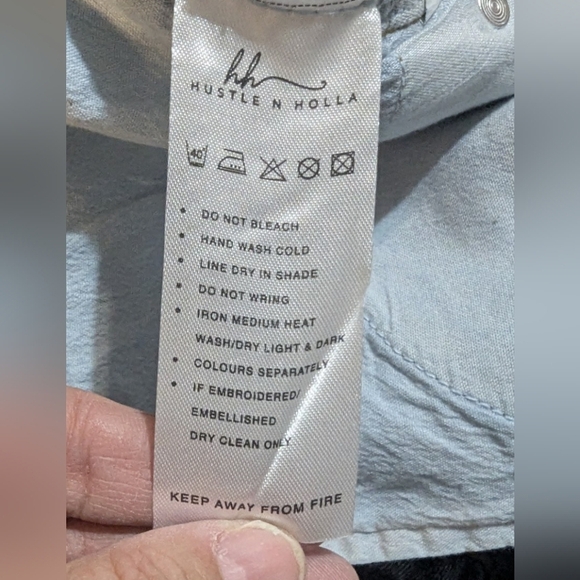 hh
HUSTLE N HOLLA
40
• DO NOT BLEACH
• HAND WASH COLD
• LINE DRY IN SHADE
• DO NOT WRING
• IRON MEDIUM HEAT
WASH/DRY LIGHT & DARK
• COLOURS SEPARATELY
• IF EMBROIDERED/
EMBELLISHED
DRY CLEAN ONLY
KEEP AWAY FROM FIRE